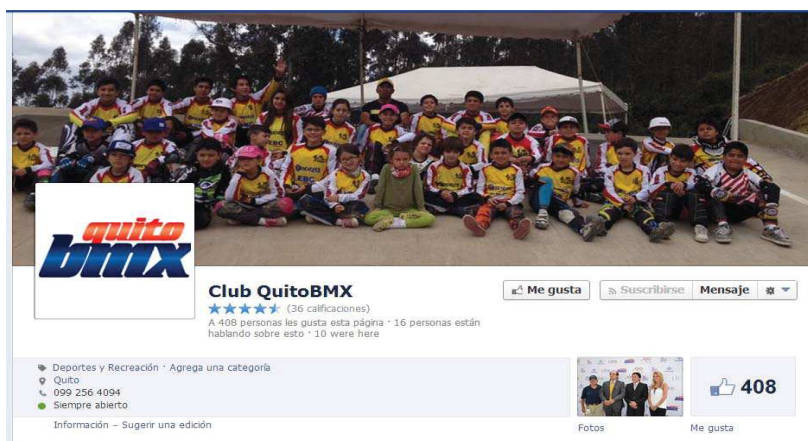 quito
bmx
Club QuitoBMX
(36 calificaciones)
A 408 personas les gusta esta página · 16 personas están
hablando sobre esto · 10 were here
Me gusta
Suscribirse
Mensaje
Deportes y Recreación · Agrega una categoría
Quito
099 256 4094
Siempre abierto
Información – Sugerir una edición
408
Fotos
Me gusta